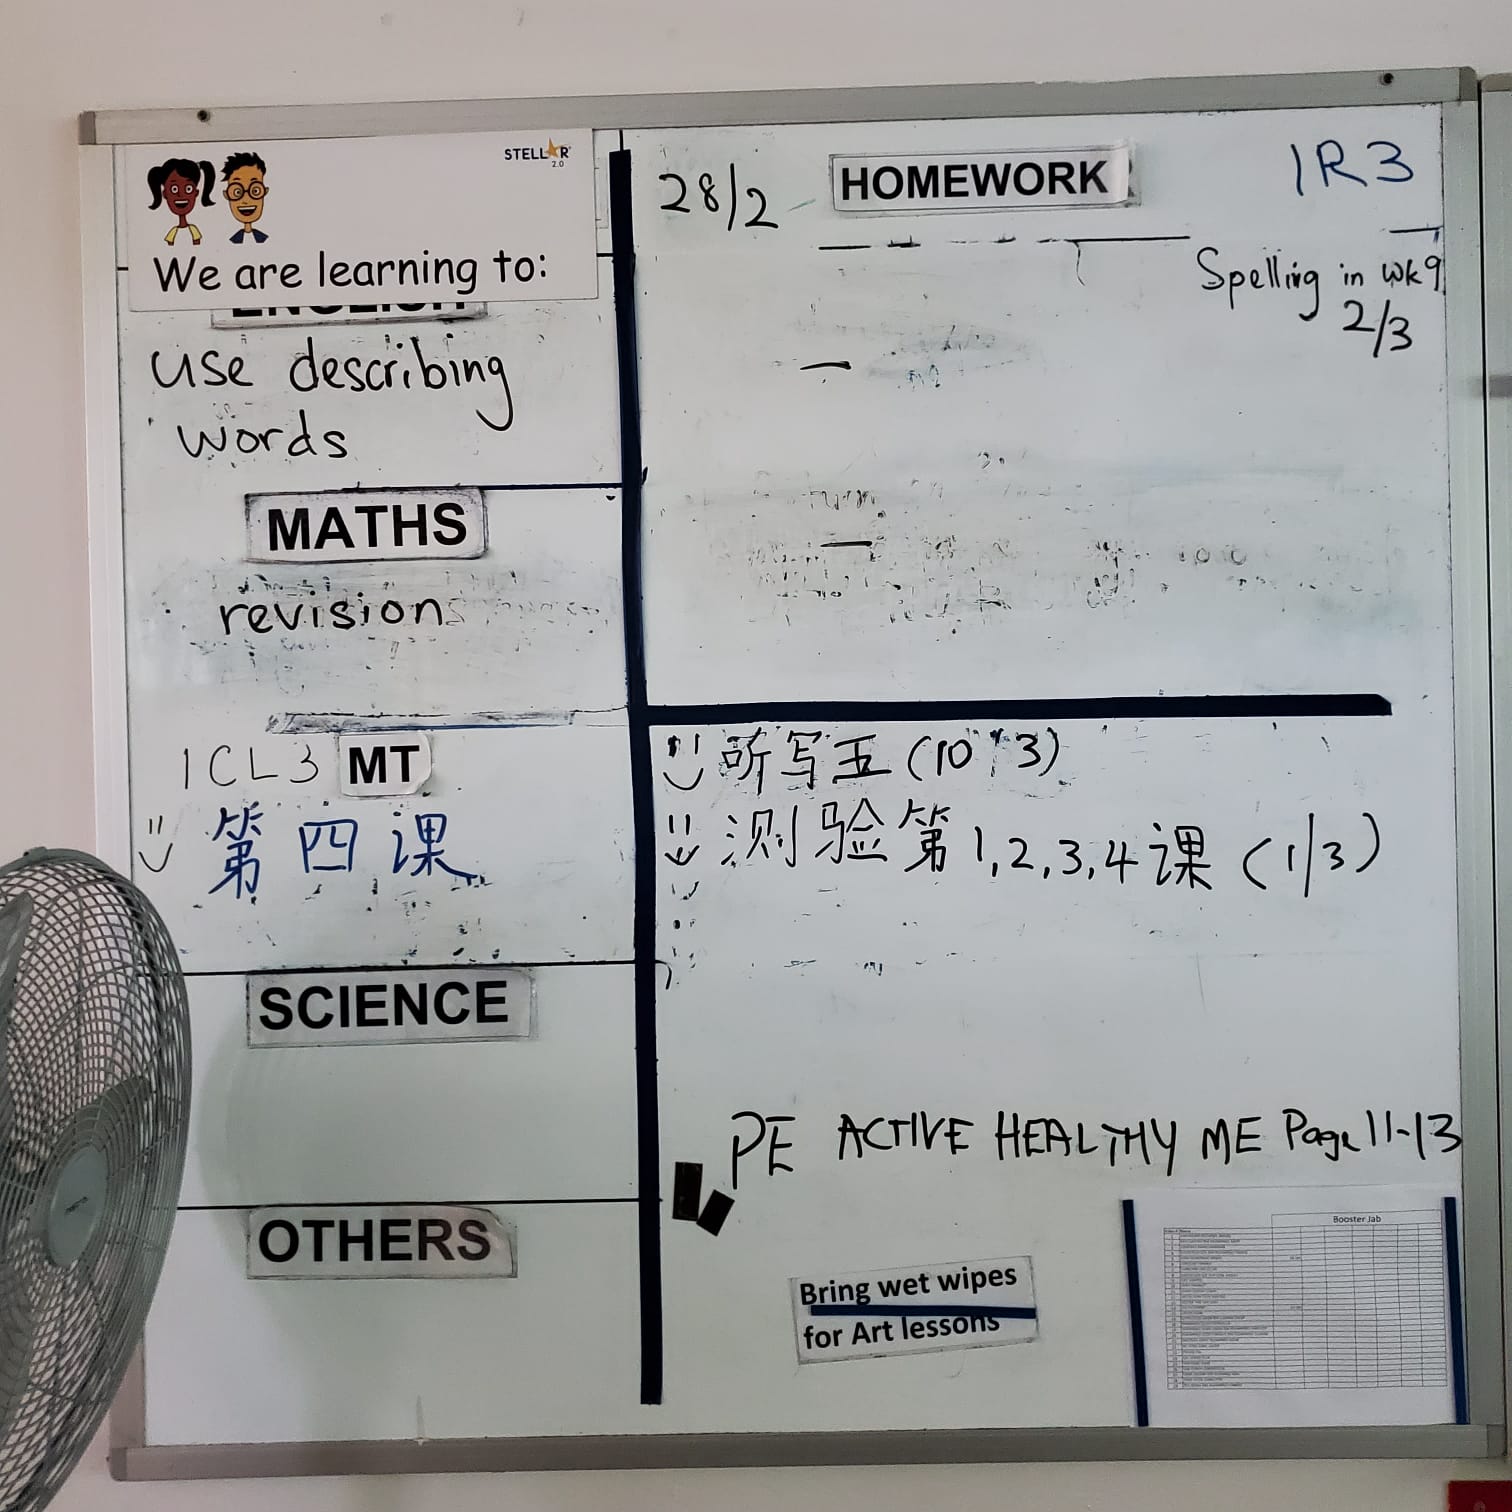 STELLAR
2.0
We are learning to:
ENGLISH
use describing
words
MATHS
revision
1CL3 MT
第四课
SCIENCE
OTHERS
28/2 HOMEWORK 1R3
Spelling in wk9
2/3
听写五 (10 3)
测验第1,2,3,4课 (1/3)
PE ACTIVE HEALTHY ME Page 11-13
Bring wet wipes
for Art lessons
Booster Jab